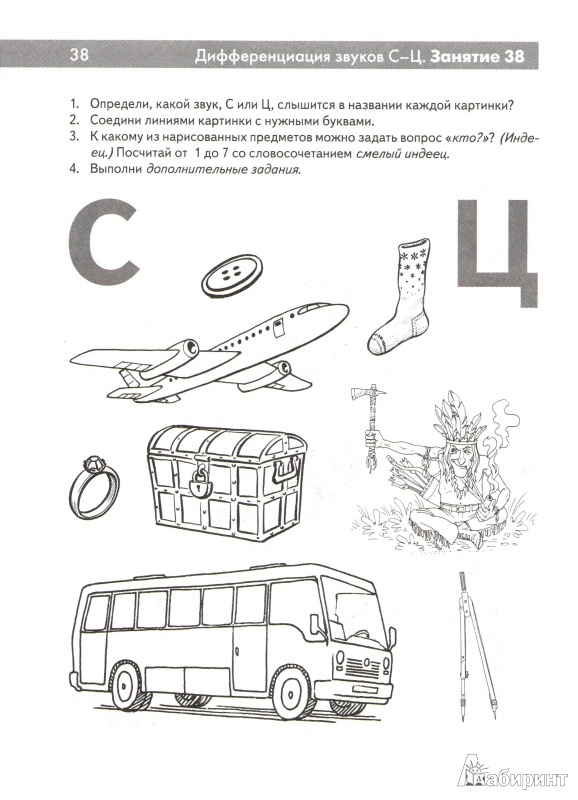 38 Дифференциация звуков С–Ц. Занятие 38
1. Определи, какой звук, С или Ц, слышится в названии каждой картинки?
2. Соедини линиями картинки с нужными буквами.
3. К какому из нарисованных предметов можно задать вопрос «кто?»? (Инде-
ец.) Посчитай от 1 до 7 со словосочетанием смелый индеец.
4. Выполни дополнительные задания.
С Ц
Лабиринт